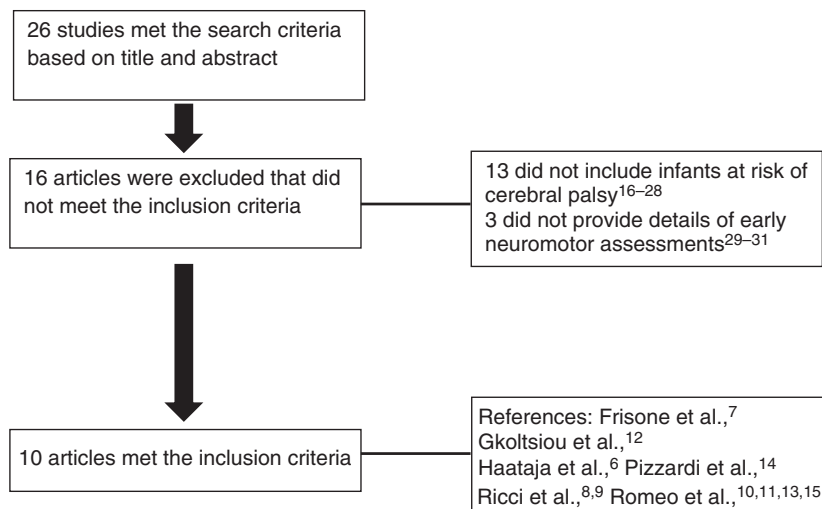 26 studies met the search criteria
based on title and abstract
16 articles were excluded that did
not meet the inclusion criteria
13 did not include infants at risk of
cerebral palsy16–28
3 did not provide details of early
neuromotor assessments29–31
10 articles met the inclusion criteria
References: Frisone et al.,7
Gkoltsiou et al.,12
Haataja et al.,6 Pizzardi et al.,14
Ricci et al.,8,9 Romeo et al.,10,11,13,15